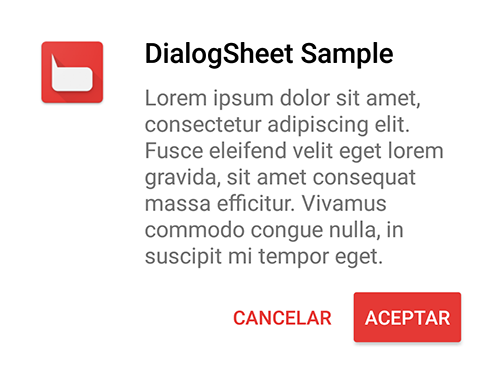 DialogSheet Sample
Lorem ipsum dolor sit amet,
consectetur adipiscing elit.
Fusce eleifend velit eget lorem
gravida, sit amet consequat
massa efficitur. Vivamus
commodo congue nulla, in
suscipit mi tempor eget.
CANCELAR ACEPTAR